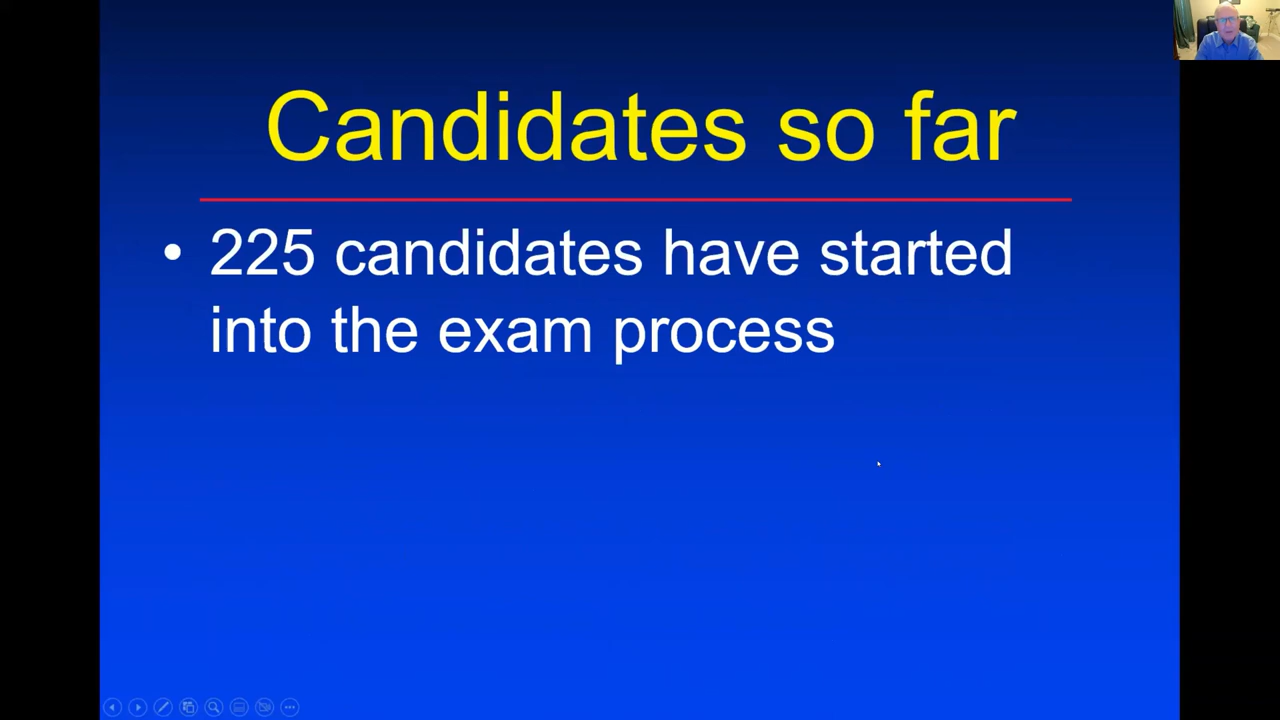 Candidates so far
• 225 candidates have started
into the exam process